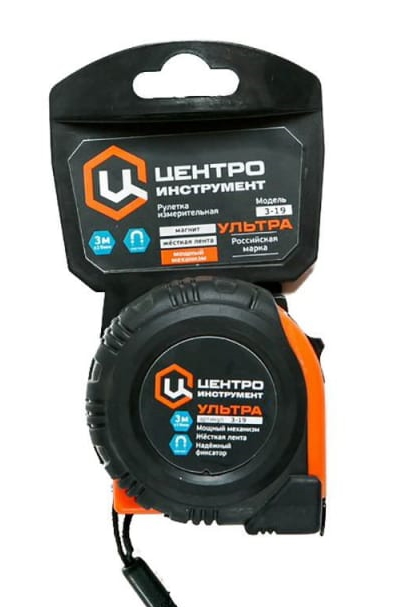 Ц ЦЕНТРО
ИНСТРУМЕНТ
Рулетка
измерительная
Модель
3-19
УЛЬТРА
3м
магнит
жёсткая лента
мощный
механизм
Российская
марка
Ц ЦЕНТРО
ИНСТРУМЕНТ
УЛЬТРА
3м
артикул 3-19
Мощный механизм
Жёсткая лента
Надёжный
фиксатор